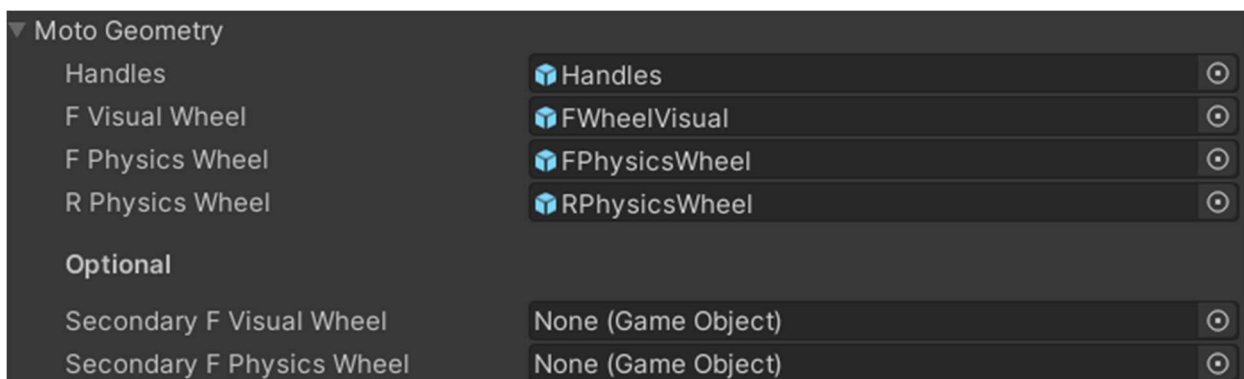 Moto Geometry
Handles Handles
F Visual Wheel FWheelVisual
F Physics Wheel FPhysicsWheel
R Physics Wheel RPhysicsWheel
Optional
Secondary F Visual Wheel None (Game Object)
Secondary F Physics Wheel None (Game Object)